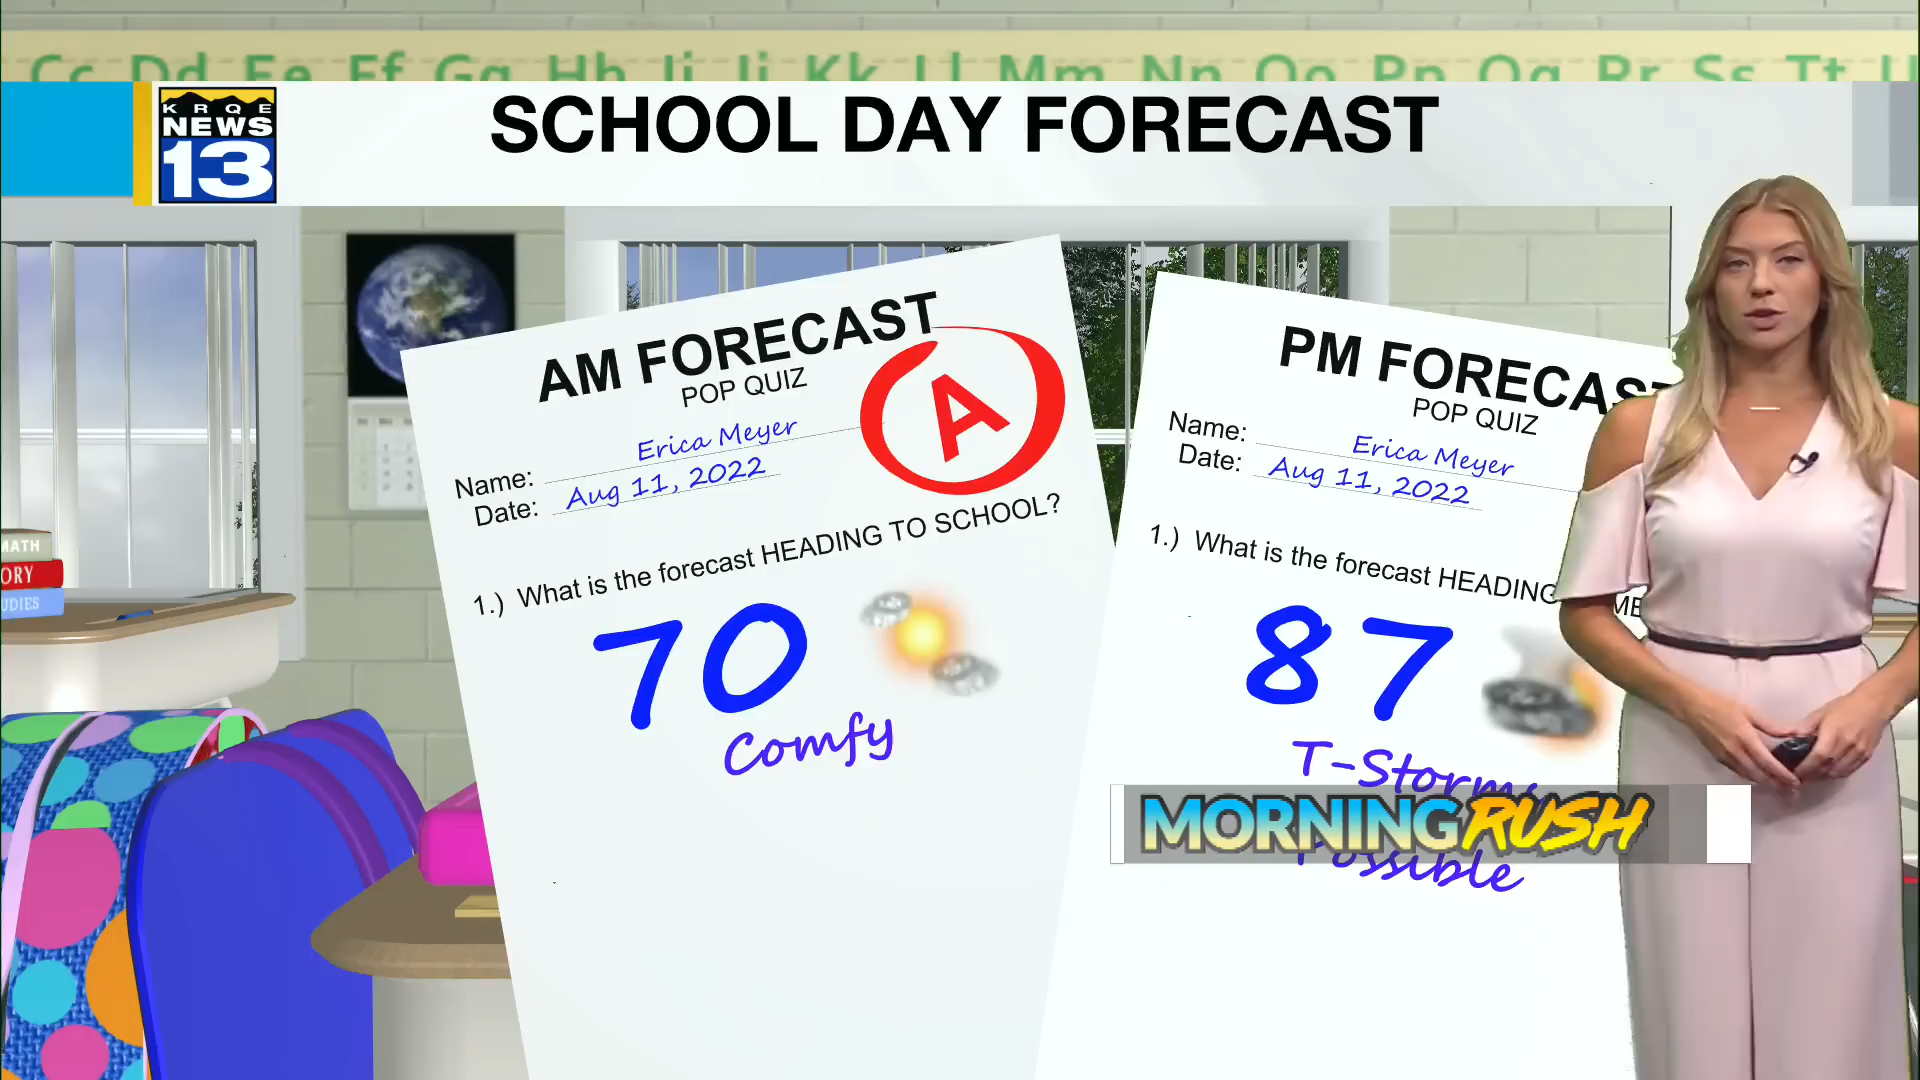 Cc Dd Ee Ff Gg Hh Ii Jj Kk Ll Mm Nn Oo Pp Qq Rr Ss Tt
KRQE
NEWS
13
SCHOOL DAY FORECAST
AM FORECAST
POP QUIZ
A
Name: Erica Meyer
Date: Aug 11, 2022
1.) What is the forecast HEADING TO SCHOOL?
70
Comfy
PM FORECAST
POP QUIZ
Name: Erica Meyer
Date: Aug 11, 2022
1.) What is the forecast HEADING
87
T-Storms
Possible
MORNING RUSH
MATH
ORY
UDIES